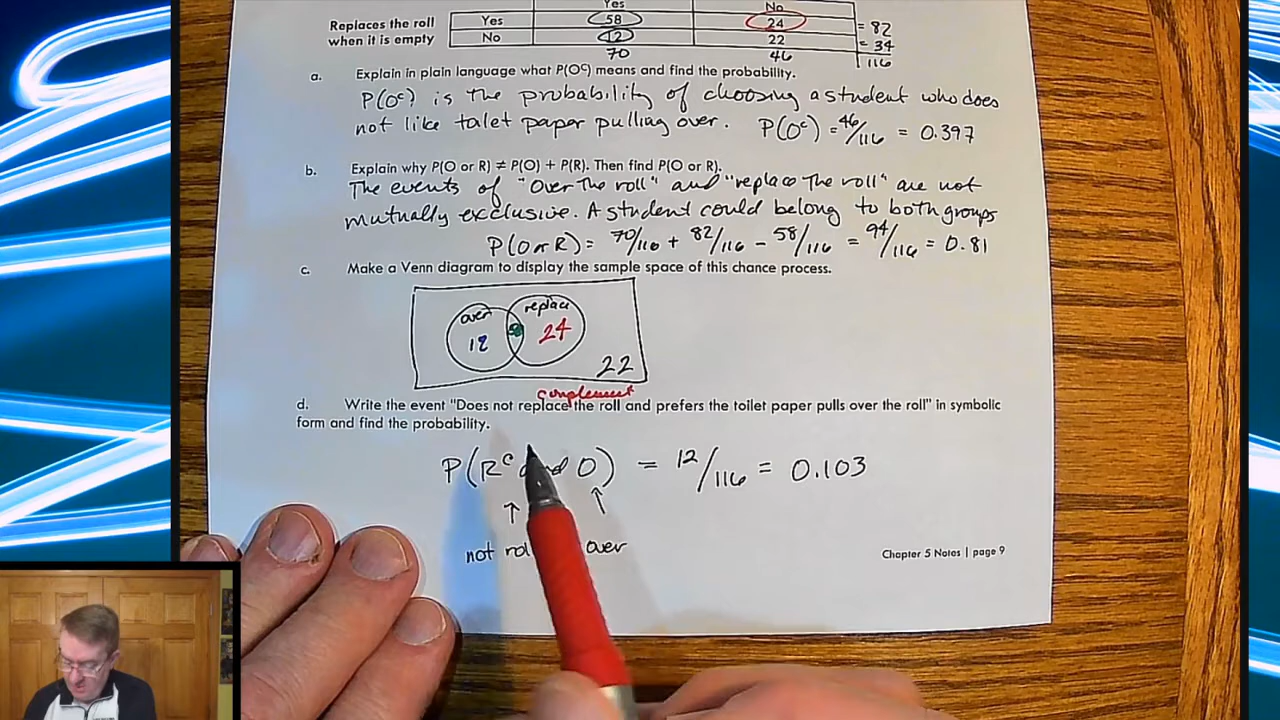 Yes No
Replaces the roll Yes 58 24 = 82
when it is empty No 12 22 = 34
70 46 116
a. Explain in plain language what P(Oᶜ) means and find the probability.
P(Oᶜ) is the probability of choosing a student who does
not like toilet paper pulling over. P(Oᶜ) = 46/116 = 0.397
b. Explain why P(O or R) ≠ P(O) + P(R). Then find P(O or R).
The events of "over the roll" and "replace the roll" are not
mutually exclusive. A student could belong to both groups
P(O or R) = 70/116 + 82/116 - 58/116 = 94/116 = 0.81
c. Make a Venn diagram to display the sample space of this chance process.
over replace
12 58 24
22
complement
d. Write the event "Does not replace the roll and prefers the toilet paper pulls over the roll" in symbolic
form and find the probability.
P(Rᶜ and O) = 12/116 = 0.103
↑ ↑
not over
Chapter 5 Notes | page 9